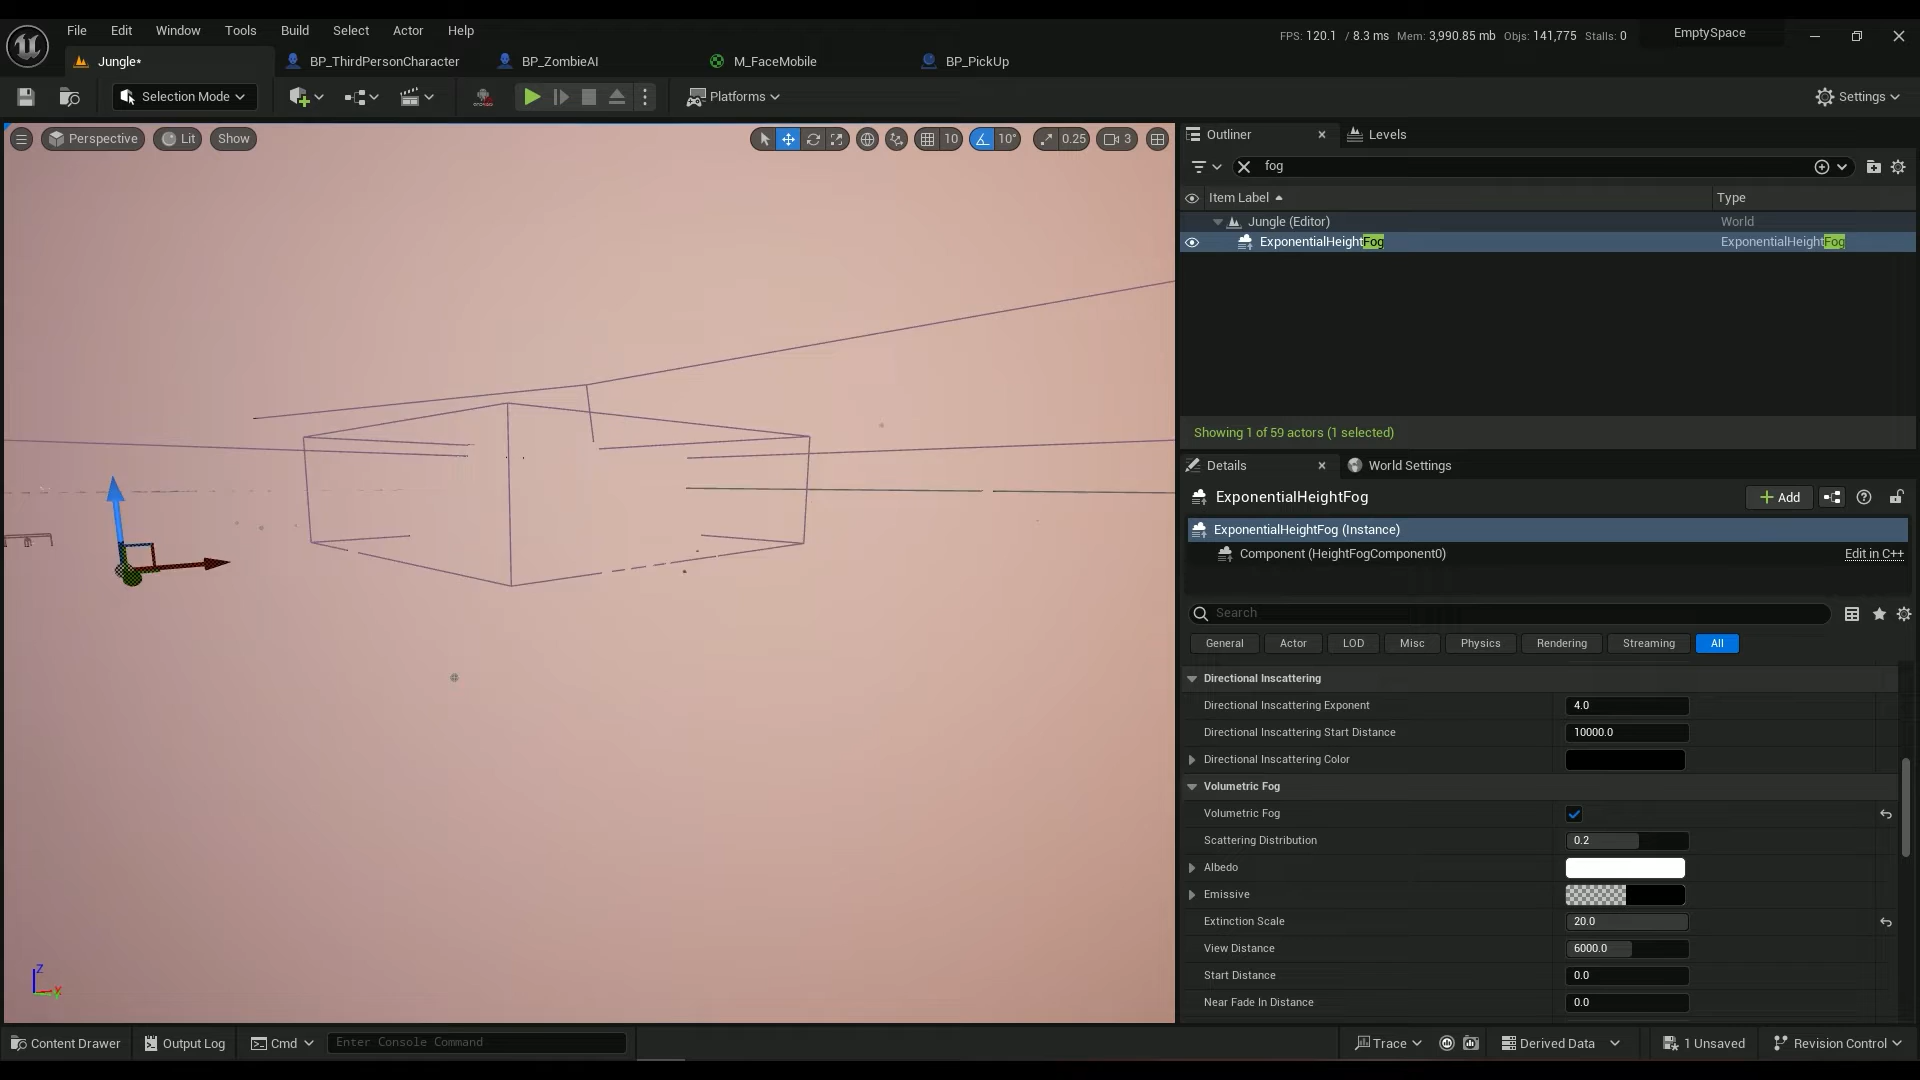 File Edit Window Tools Build Select Actor Help
FPS: 120.1 / 8.3 ms Mem: 3,990.85 mb Objs: 141,775 Stalls: 0
EmptySpace
Jungle*
BP_ThirdPersonCharacter
BP_ZombieAI
M_FaceMobile
BP_PickUp
Selection Mode
Platforms
Settings
Perspective
Lit
Show
10
10°
0.25
3
Outliner
Levels
fog
Item Label
Type
Jungle (Editor)
World
ExponentialHeightFog
ExponentialHeightFog
Showing 1 of 59 actors (1 selected)
Details
World Settings
ExponentialHeightFog
Add
ExponentialHeightFog (Instance)
Component (HeightFogComponent0)
Edit in C++
Search
General Actor LOD Misc Physics Rendering Streaming All
Directional Inscattering
Directional Inscattering Exponent 4.0
Directional Inscattering Start Distance 10000.0
Directional Inscattering Color
Volumetric Fog
Volumetric Fog
Scattering Distribution 0.2
Albedo
Emissive
Extinction Scale 20.0
View Distance 6000.0
Start Distance 0.0
Near Fade In Distance 0.0
Z
Content Drawer
Output Log
Cmd
Enter Console Command
Trace
Derived Data
1 Unsaved
Revision Control